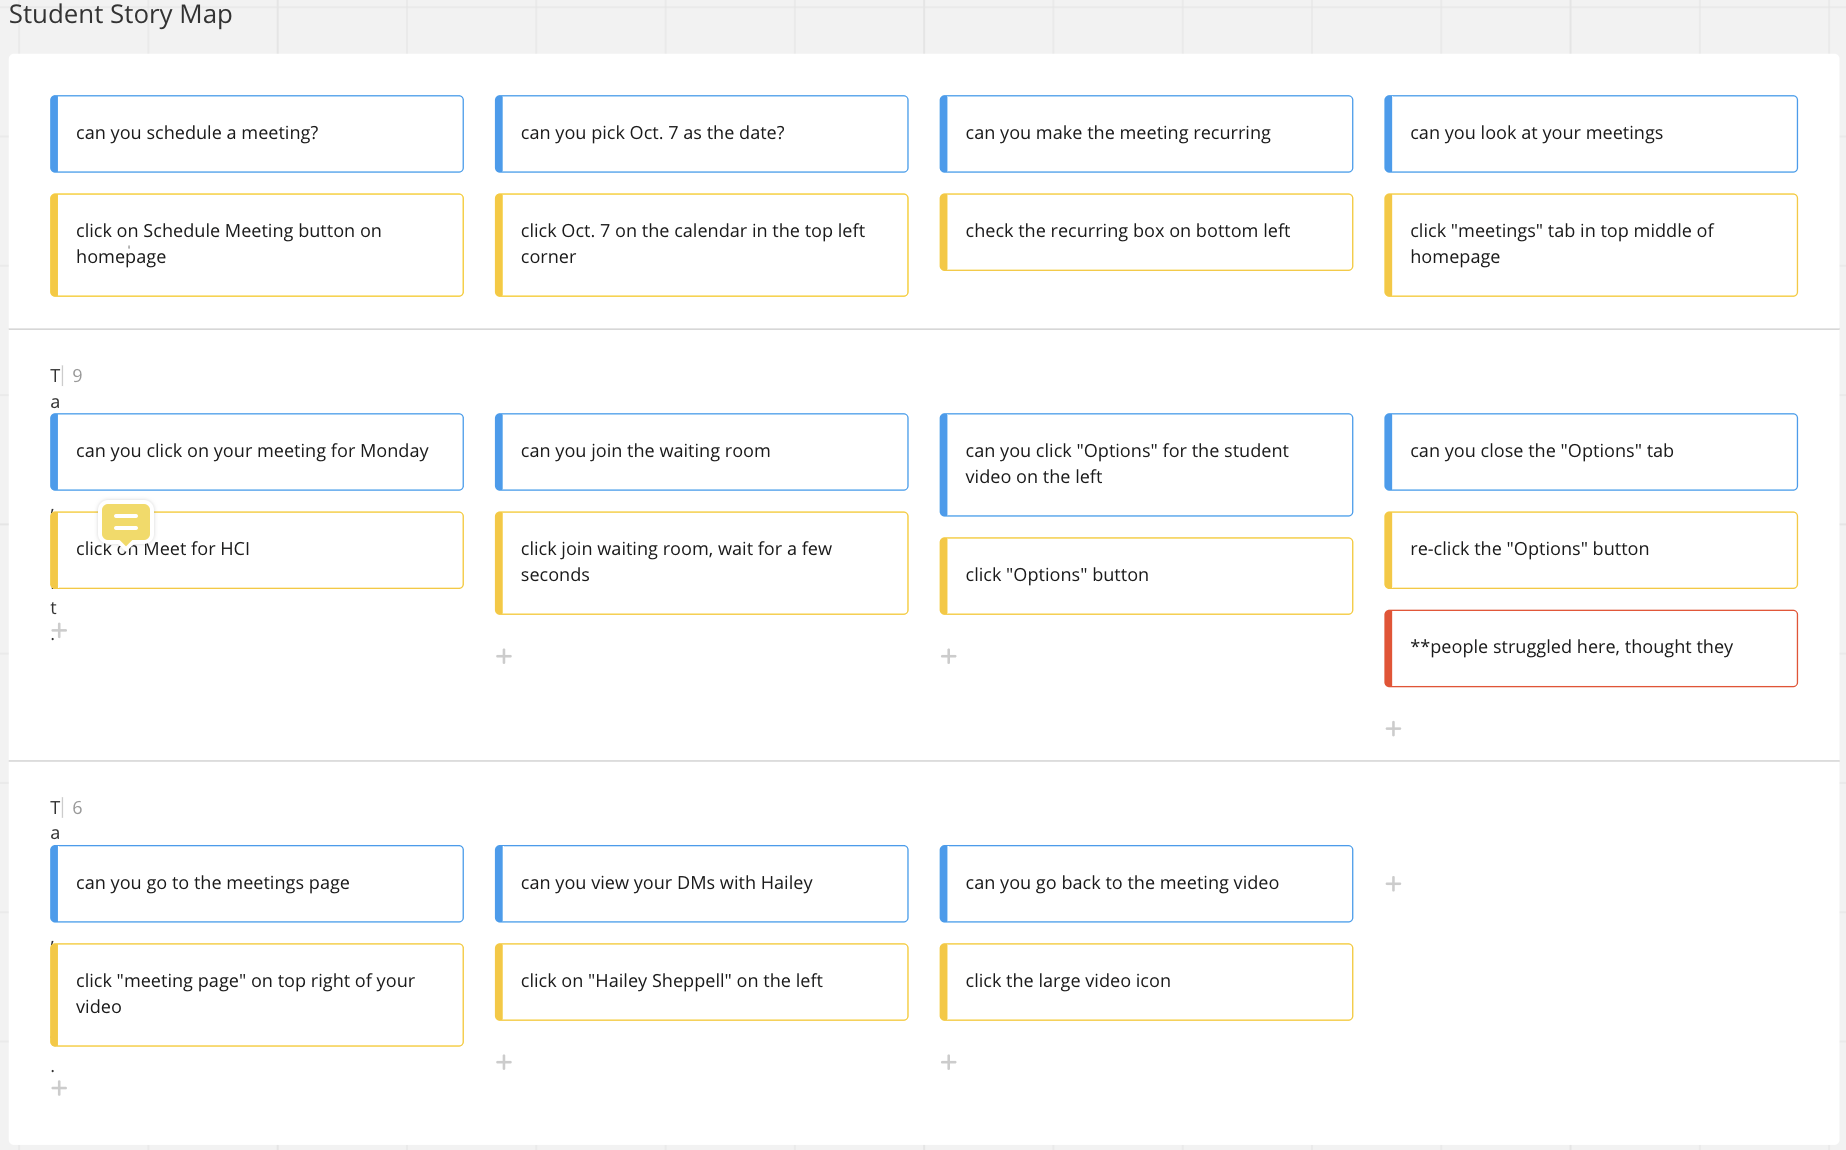 Student Story Map
can you schedule a meeting?
can you pick Oct. 7 as the date?
can you make the meeting recurring
can you look at your meetings
click on Schedule Meeting button on
homepage
click Oct. 7 on the calendar in the top left
corner
check the recurring box on bottom left
click "meetings" tab in top middle of
homepage
T 9
a
can you click on your meeting for Monday
can you join the waiting room
can you click "Options" for the student
video on the left
can you close the "Options" tab
click on Meet for HCI
click join waiting room, wait for a few
seconds
click "Options" button
re-click the "Options" button
**people struggled here, thought they
t
.
T 6
a
can you go to the meetings page
can you view your DMs with Hailey
can you go back to the meeting video
click "meeting page" on top right of your
video
click on "Hailey Sheppell" on the left
click the large video icon
.